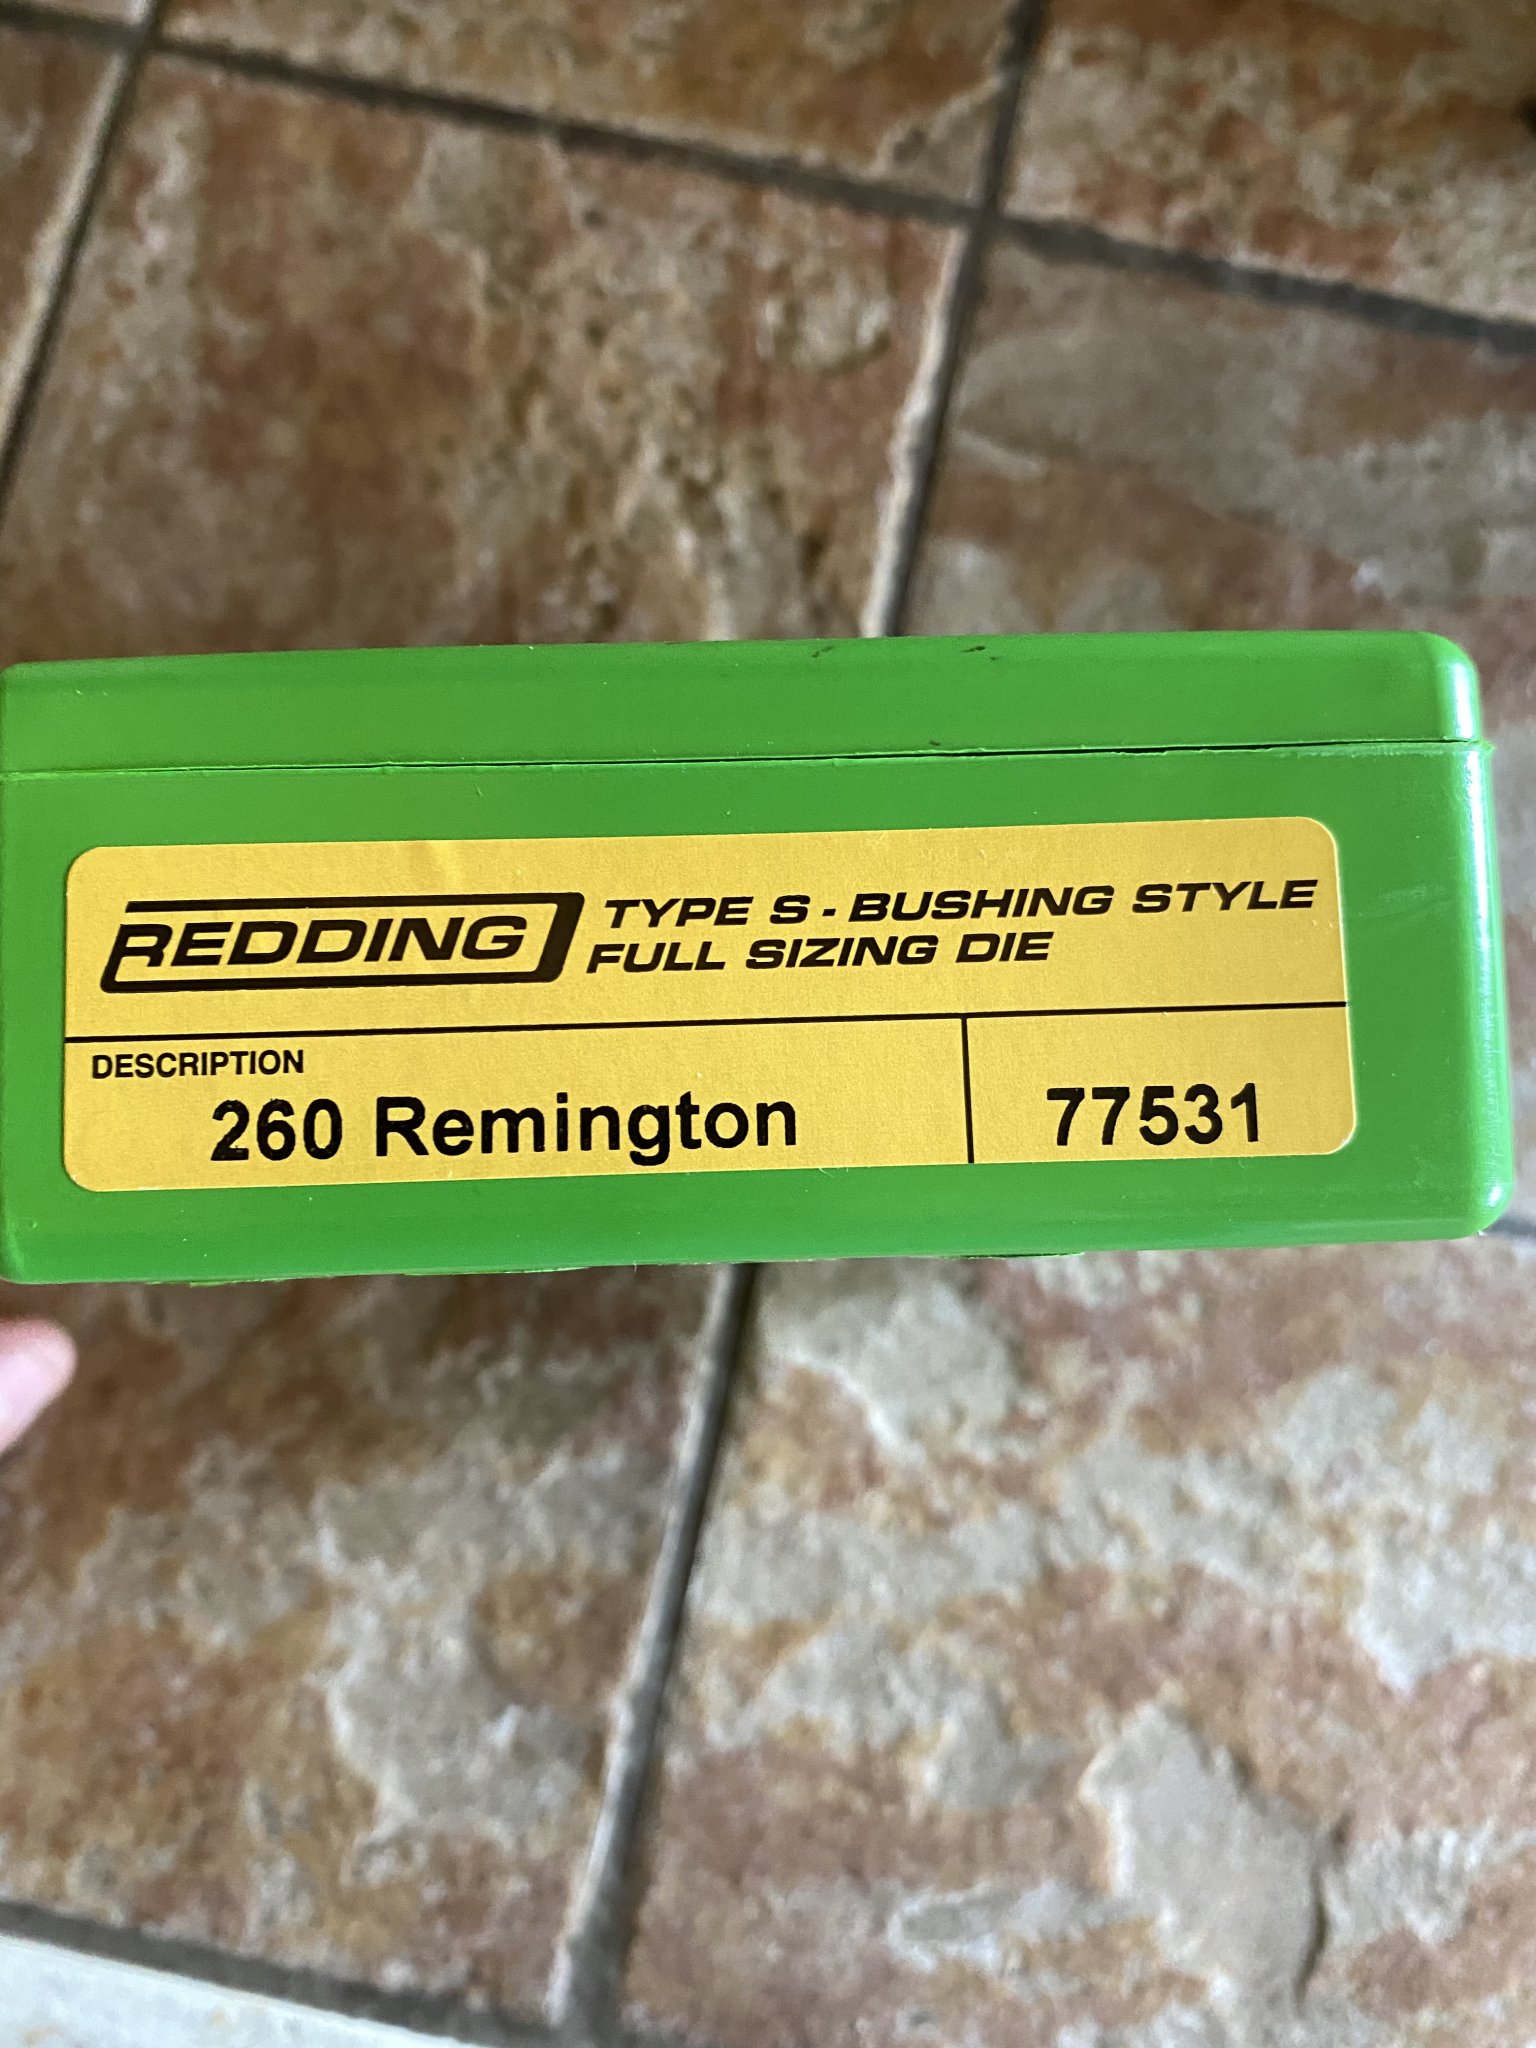 REDDING TYPE S - BUSHING STYLE
FULL SIZING DIE
DESCRIPTION
260 Remington 77531